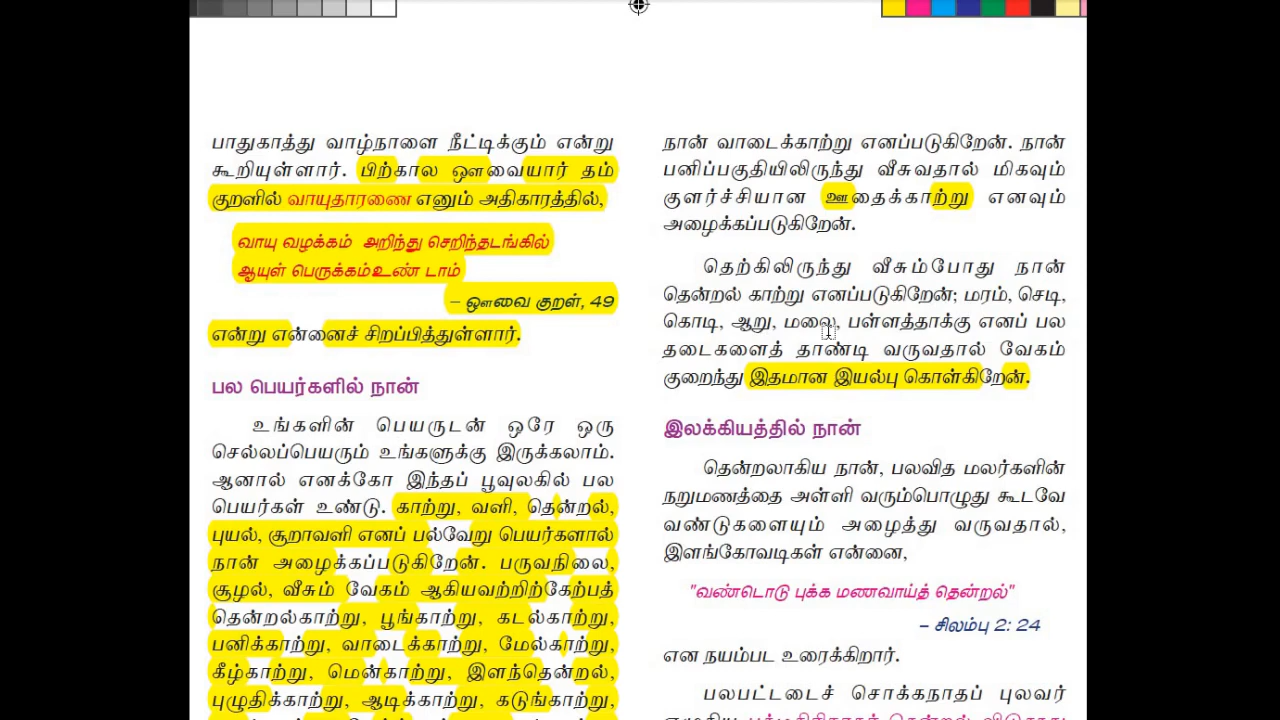 பாதுகாத்து வாழ்நாளை நீட்டிக்கும் என்று
கூறியுள்ளார். பிற்கால ஔவையார் தம்
குறளில் வாயுதாரணை எனும் அதிகாரத்தில்,
வாயு வழக்கம் அறிந்து செறிந்தடங்கில்
ஆயுள் பெருக்கம்உண் டாம்
– ஔவை குறள், 49
என்று என்னைச் சிறப்பித்துள்ளார்.
பல பெயர்களில் நான்
உங்களின் பெயருடன் ஒரே ஒரு
செல்லப்பெயரும் உங்களுக்கு இருக்கலாம்.
ஆனால் எனக்கோ இந்தப் பூவுலகில் பல
பெயர்கள் உண்டு. காற்று, வளி, தென்றல்,
புயல், சூறாவளி எனப் பல்வேறு பெயர்களால்
நான் அழைக்கப்படுகிறேன். பருவநிலை,
சூழல், வீசும் வேகம் ஆகியவற்றிற்கேற்பத்
தென்றல்காற்று, பூங்காற்று, கடல்காற்று,
பனிக்காற்று, வாடைக்காற்று, மேல்காற்று,
கீழ்காற்று, மென்காற்று, இளந்தென்றல்,
புழுதிக்காற்று, ஆடிக்காற்று, கடுங்காற்று,
நான் வாடைக்காற்று எனப்படுகிறேன். நான்
பனிப்பகுதியிலிருந்து வீசுவதால் மிகவும்
குளிர்ச்சியான ஊதைக்காற்று எனவும்
அழைக்கப்படுகிறேன்.
தெற்கிலிருந்து வீசும்போது நான்
தென்றல் காற்று எனப்படுகிறேன்; மரம், செடி,
கொடி, ஆறு, மலை, பள்ளத்தாக்கு எனப் பல
தடைகளைத் தாண்டி வருவதால் வேகம்
குறைந்து இதமான இயல்பு கொள்கிறேன்.
இலக்கியத்தில் நான்
தென்றலாகிய நான், பலவித மலர்களின்
நறுமணத்தை அள்ளி வரும்பொழுது கூடவே
வண்டுகளையும் அழைத்து வருவதால்,
இளங்கோவடிகள் என்னை,
"வண்டொடு புக்க மணவாய்த் தென்றல்"
– சிலம்பு 2: 24
என நயம்பட உரைக்கிறார்.
பலபட்டடைச் சொக்கநாதப் புலவர்